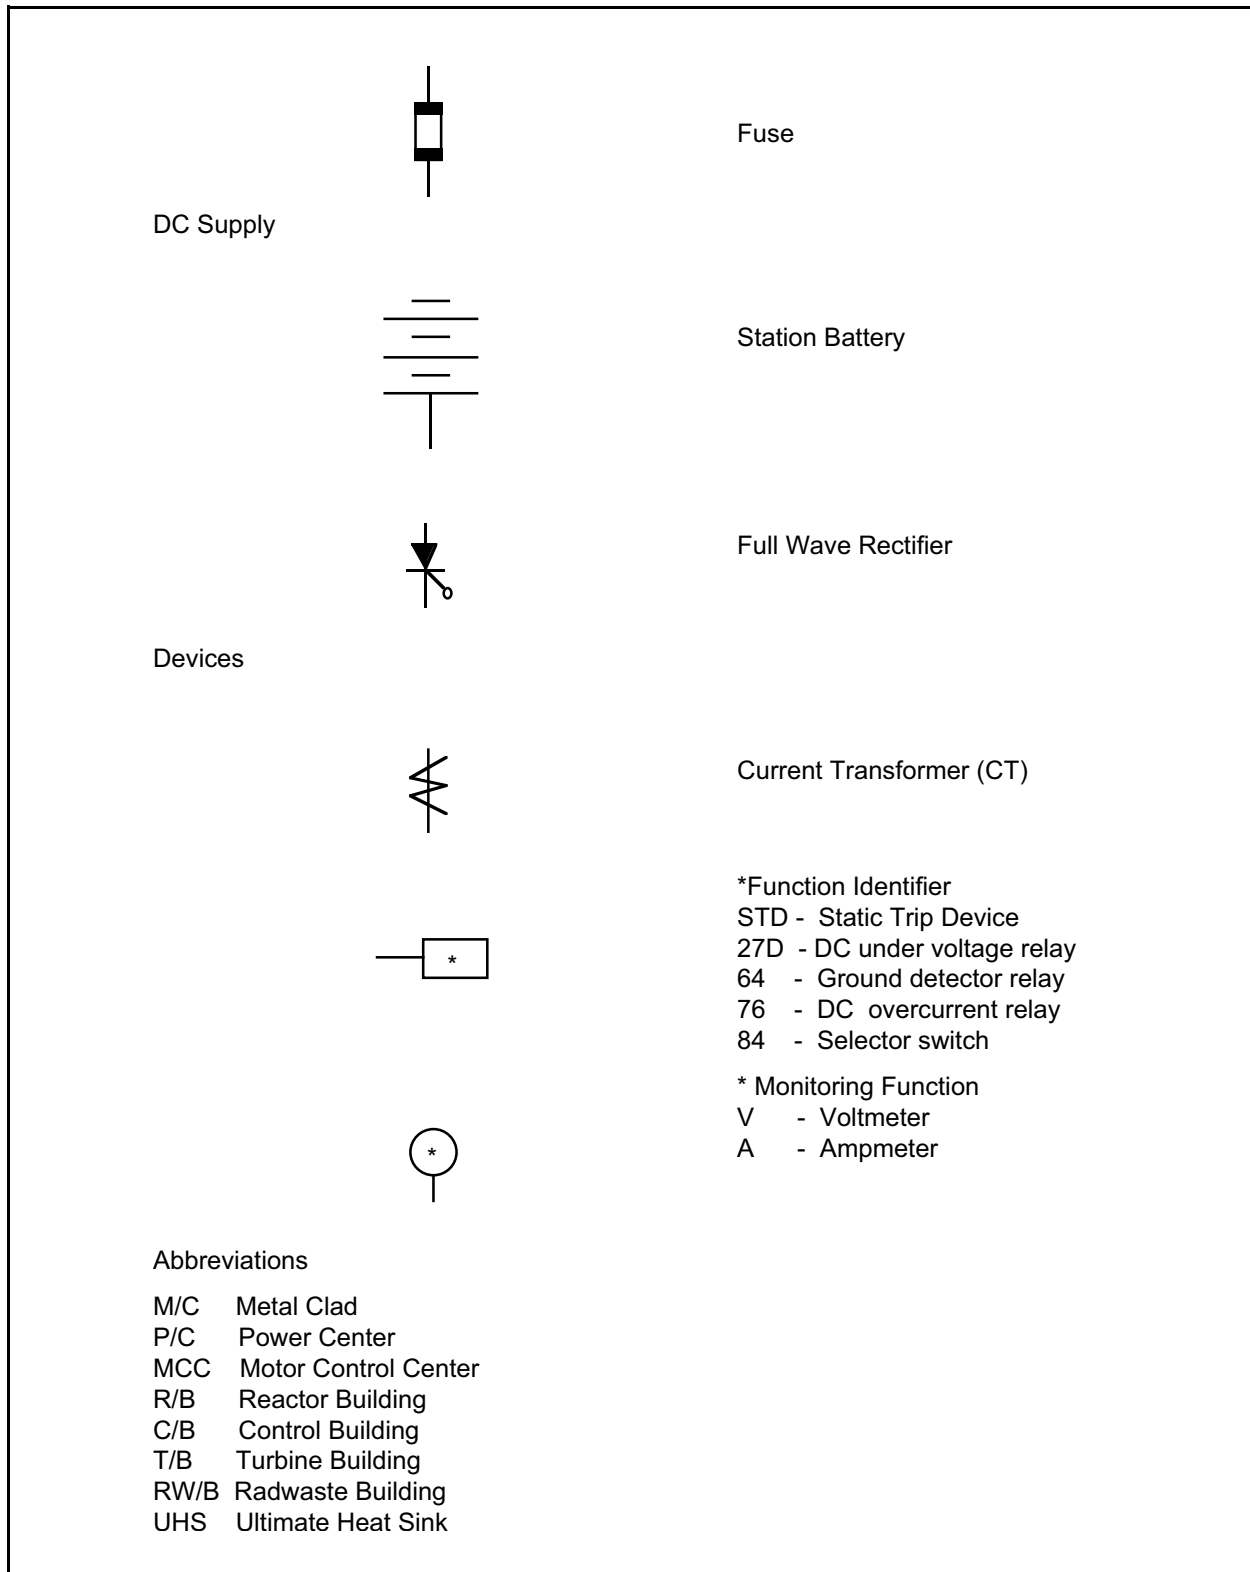 Fuse
DC Supply
Station Battery
Full Wave Rectifier
Devices
Current Transformer (CT)
*Function Identifier
STD - Static Trip Device
27D - DC under voltage relay
64 - Ground detector relay
* 76 - DC overcurrent relay
84 - Selector switch
* Monitoring Function
V - Voltmeter
* A - Ampmeter
Abbreviations
M/C Metal Clad
P/C Power Center
MCC Motor Control Center
R/B Reactor Building
C/B Control Building
T/B Turbine Building
RW/B Radwaste Building
UHS Ultimate Heat Sink